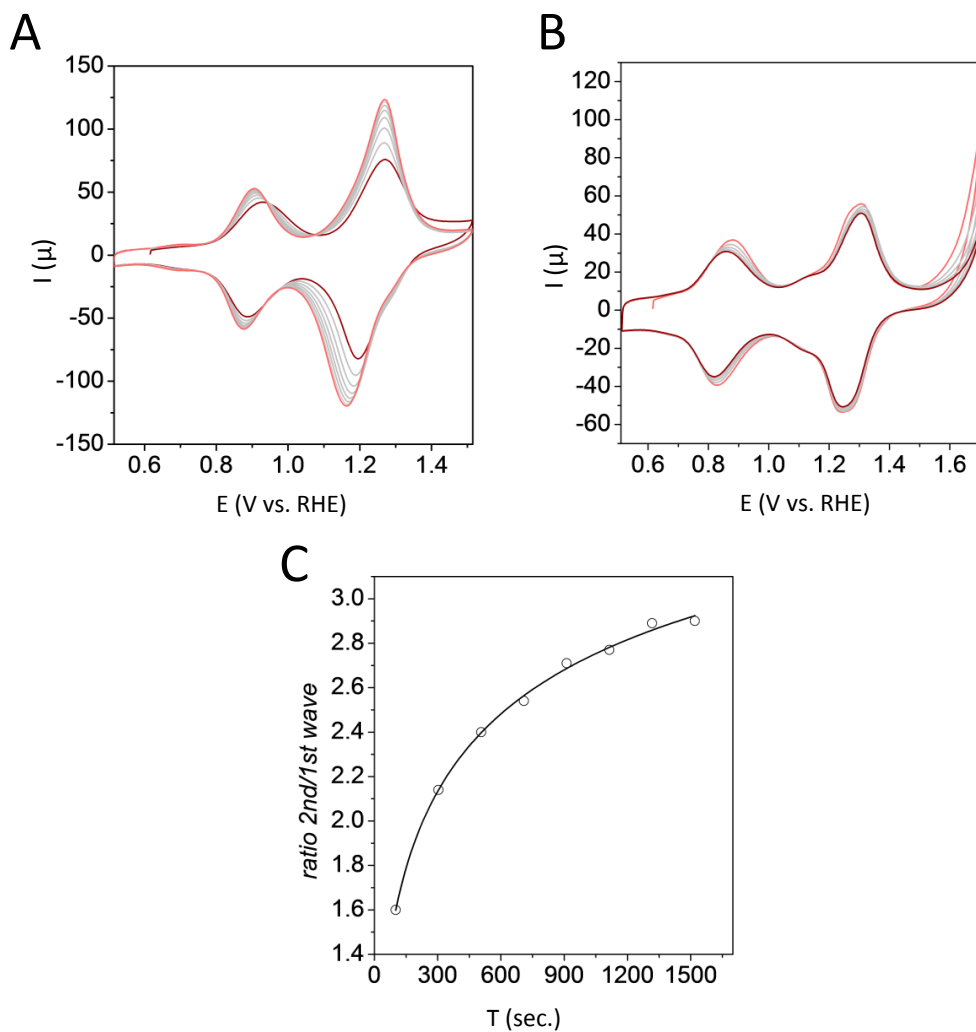 A
150
100
50
0
-50
-100
-150
I (μ)
0.6 0.8 1.0 1.2 1.4
E (V vs. RHE)
B
120
100
80
60
40
20
0
-20
-40
-60
I (μ)
0.6 0.8 1.0 1.2 1.4 1.6
E (V vs. RHE)
C
3.0
2.8
2.6
2.4
2.2
2.0
1.8
1.6
1.4
ratio 2nd/1st wave
0 300 600 900 1200 1500
T (sec.)